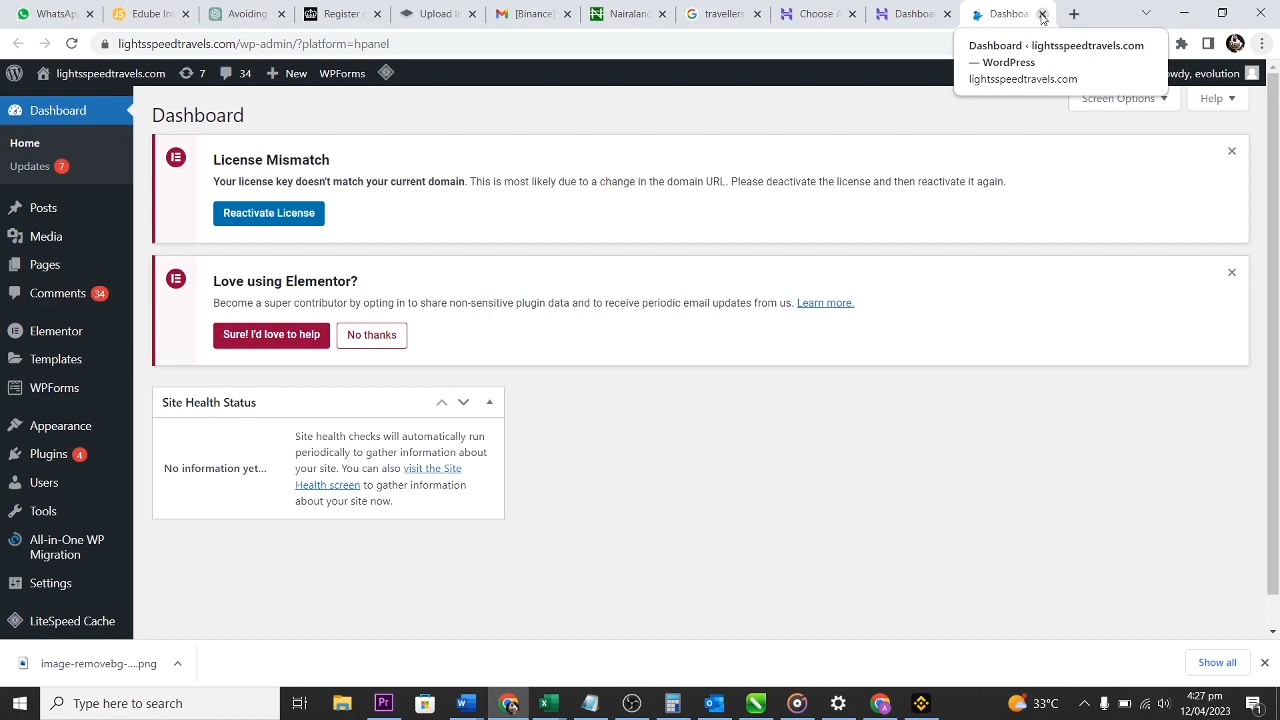 WhatsApp
Edubh Int
Avoiding
Register c
Upload In
[Binance]
Nairaland
travellers
Choose A
Dashboar
Dashboar
lightsspeedtravels.com/wp-admin/?platform=hpanel
Dashboard ‹ lightsspeedtravels.com
— WordPress
lightsspeedtravels.com
lightsspeedtravels.com
7
34
New
WPForms
owdy, evolution
Screen Options
Help
Dashboard
Home
Updates 7
Posts
Media
Pages
Comments 34
Elementor
Templates
WPForms
Appearance
Plugins 4
Users
Tools
All-in-One WP
Migration
Settings
LiteSpeed Cache
Dashboard
License Mismatch
Your license key doesn't match your current domain. This is most likely due to a change in the domain URL. Please deactivate the license and then reactivate it again.
Reactivate License
Love using Elementor?
Become a super contributor by opting in to share non-sensitive plugin data and to receive periodic email updates from us. Learn more.
Sure! I'd love to help
No thanks
Site Health Status
No information yet...
Site health checks will automatically run
periodically to gather information about
your site. You can also visit the Site
Health screen to gather information
about your site now.
image-removebg-....png
Show all
Type here to search
33°C
4:27 pm
12/04/2023